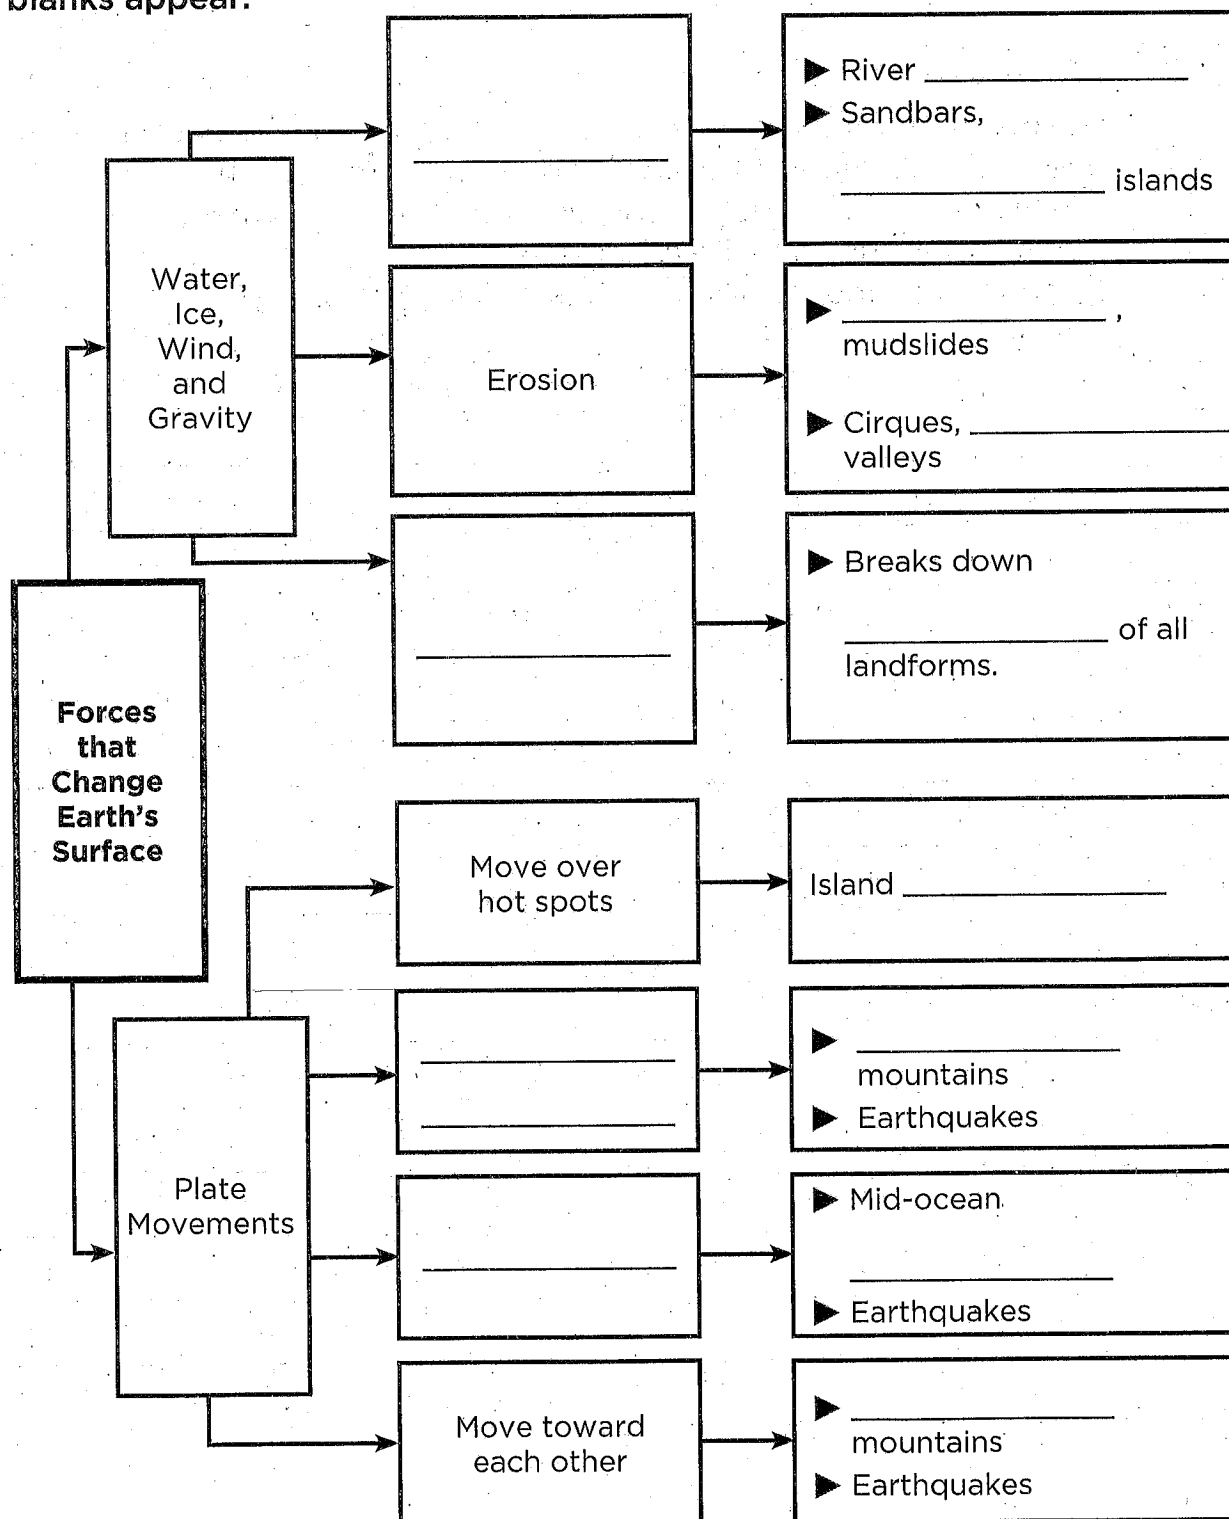 blanks appear.
River
Sandbars,
islands
Water,
Ice,
Wind,
and
Gravity
Erosion
,
mudslides
Cirques,
valleys
Breaks down
of all
landforms.
Forces
that
Change
Earth's
Surface
Move over
hot spots
Island
mountains
Earthquakes
Plate
Movements
Mid-ocean
Earthquakes
Move toward
each other
mountains
Earthquakes